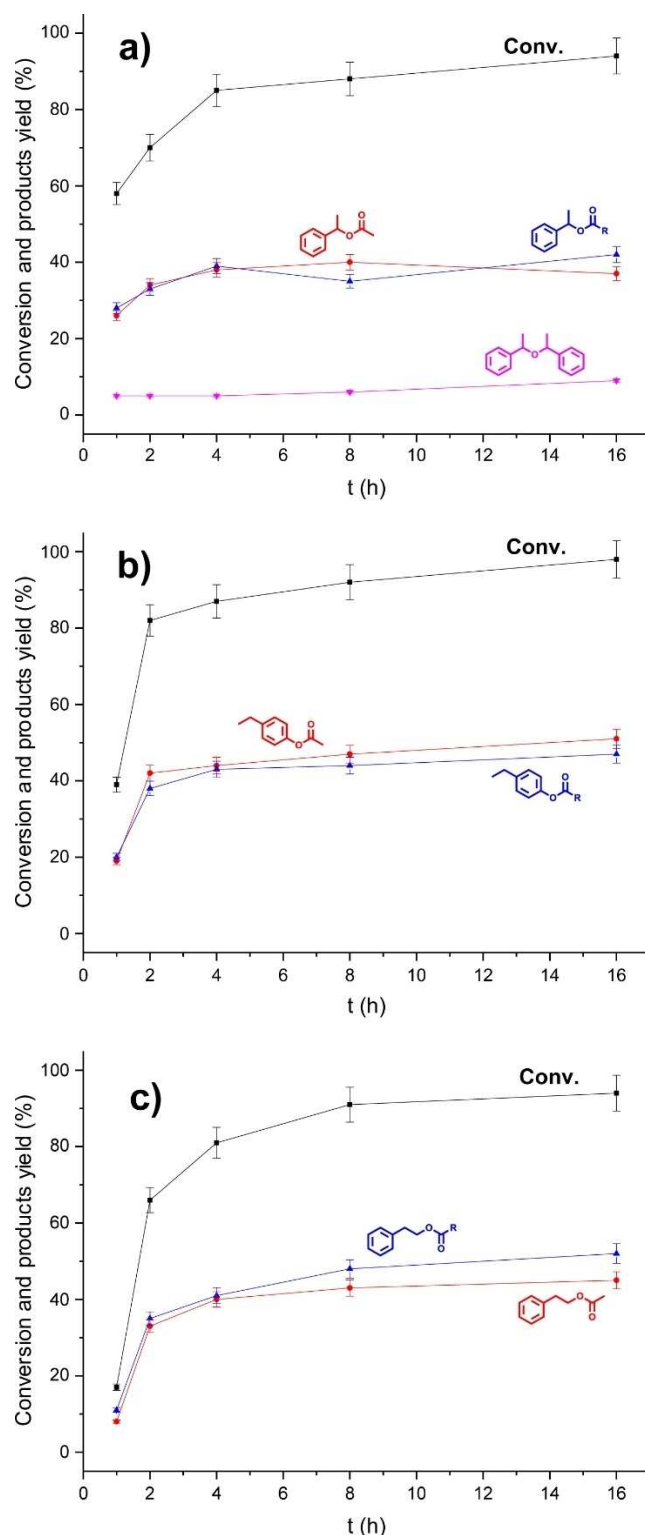 a)
Conv.
Conversion and products yield (%)
100
80
60
40
20
0
O
O
O
O
R
O
0 2 4 6 8 10 12 14 16
t (h)
b)
Conv.
Conversion and products yield (%)
100
80
60
40
20
0
O
O
O
O
R
0 2 4 6 8 10 12 14 16
t (h)
c)
Conv.
Conversion and products yield (%)
100
80
60
40
20
0
O
R
O
O
O
0 2 4 6 8 10 12 14 16
t (h)